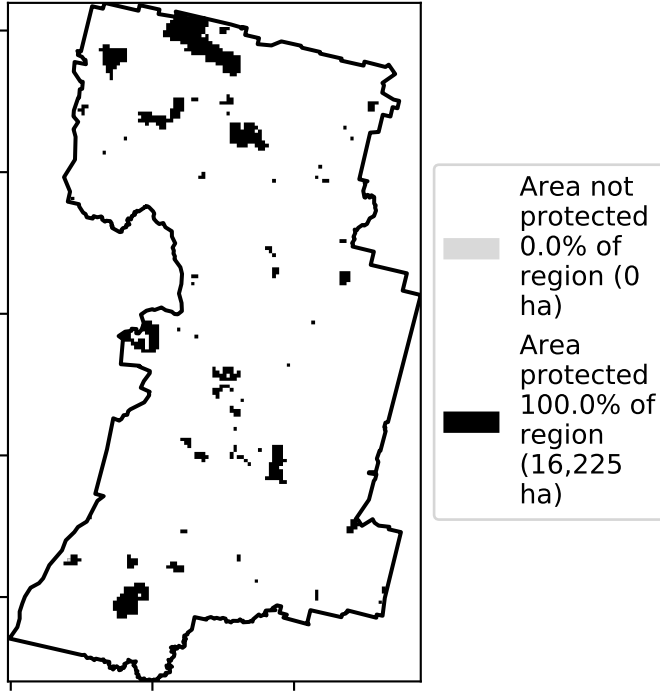 Area not
protected
0.0% of
region (0
ha)
Area
protected
100.0% of
region
(16,225
ha)